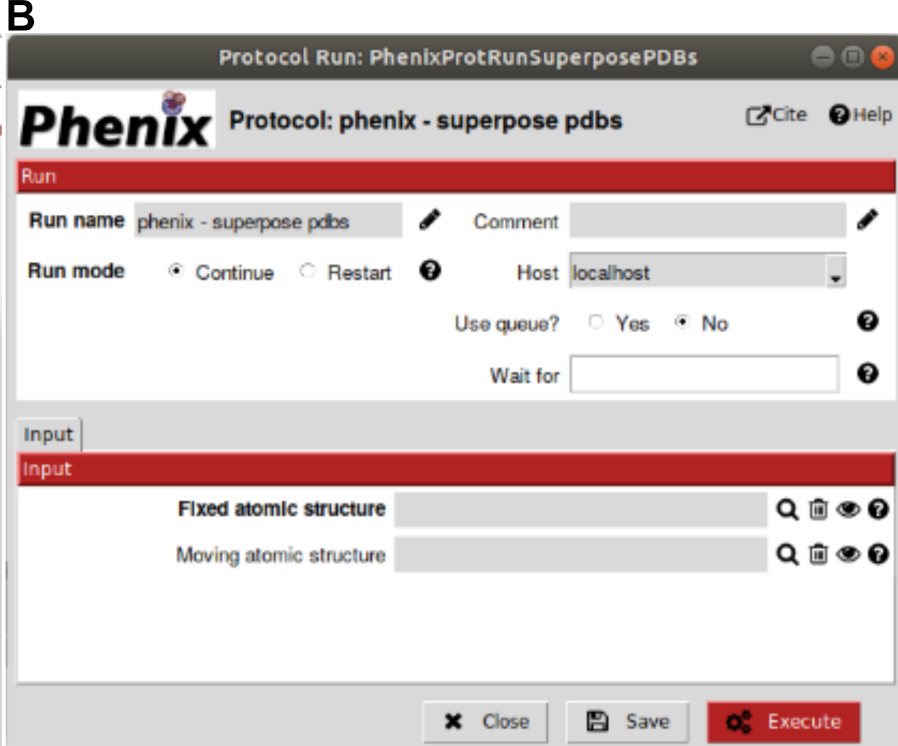 B
Protocol Run: PhenixProtRunSuperposePDBs
Phenix Protocol: phenix - superpose pdbs Cite Help
Run
Run name phenix - superpose pdbs Comment
Run mode Continue Restart Host localhost
Use queue? Yes No
Wait for
Input
Input
Fixed atomic structure
Moving atomic structure
Close Save Execute